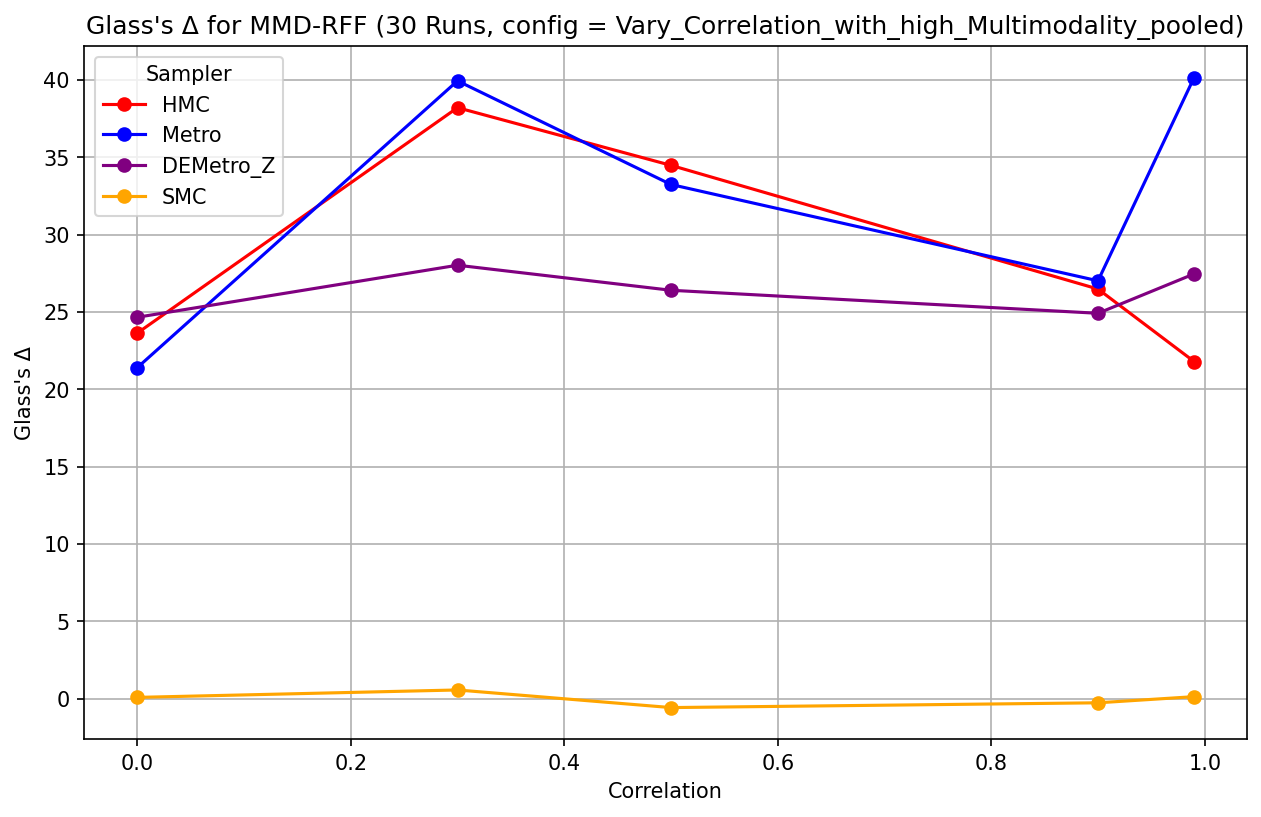 Glass's Δ for MMD-RFF (30 Runs, config = Vary_Correlation_with_high_Multimodality_pooled)
Sampler
HMC
Metro
DEMetro_Z
SMC
40
35
30
25
20
15
10
5
0
Glass's Δ
0.0 0.2 0.4 0.6 0.8 1.0
Correlation